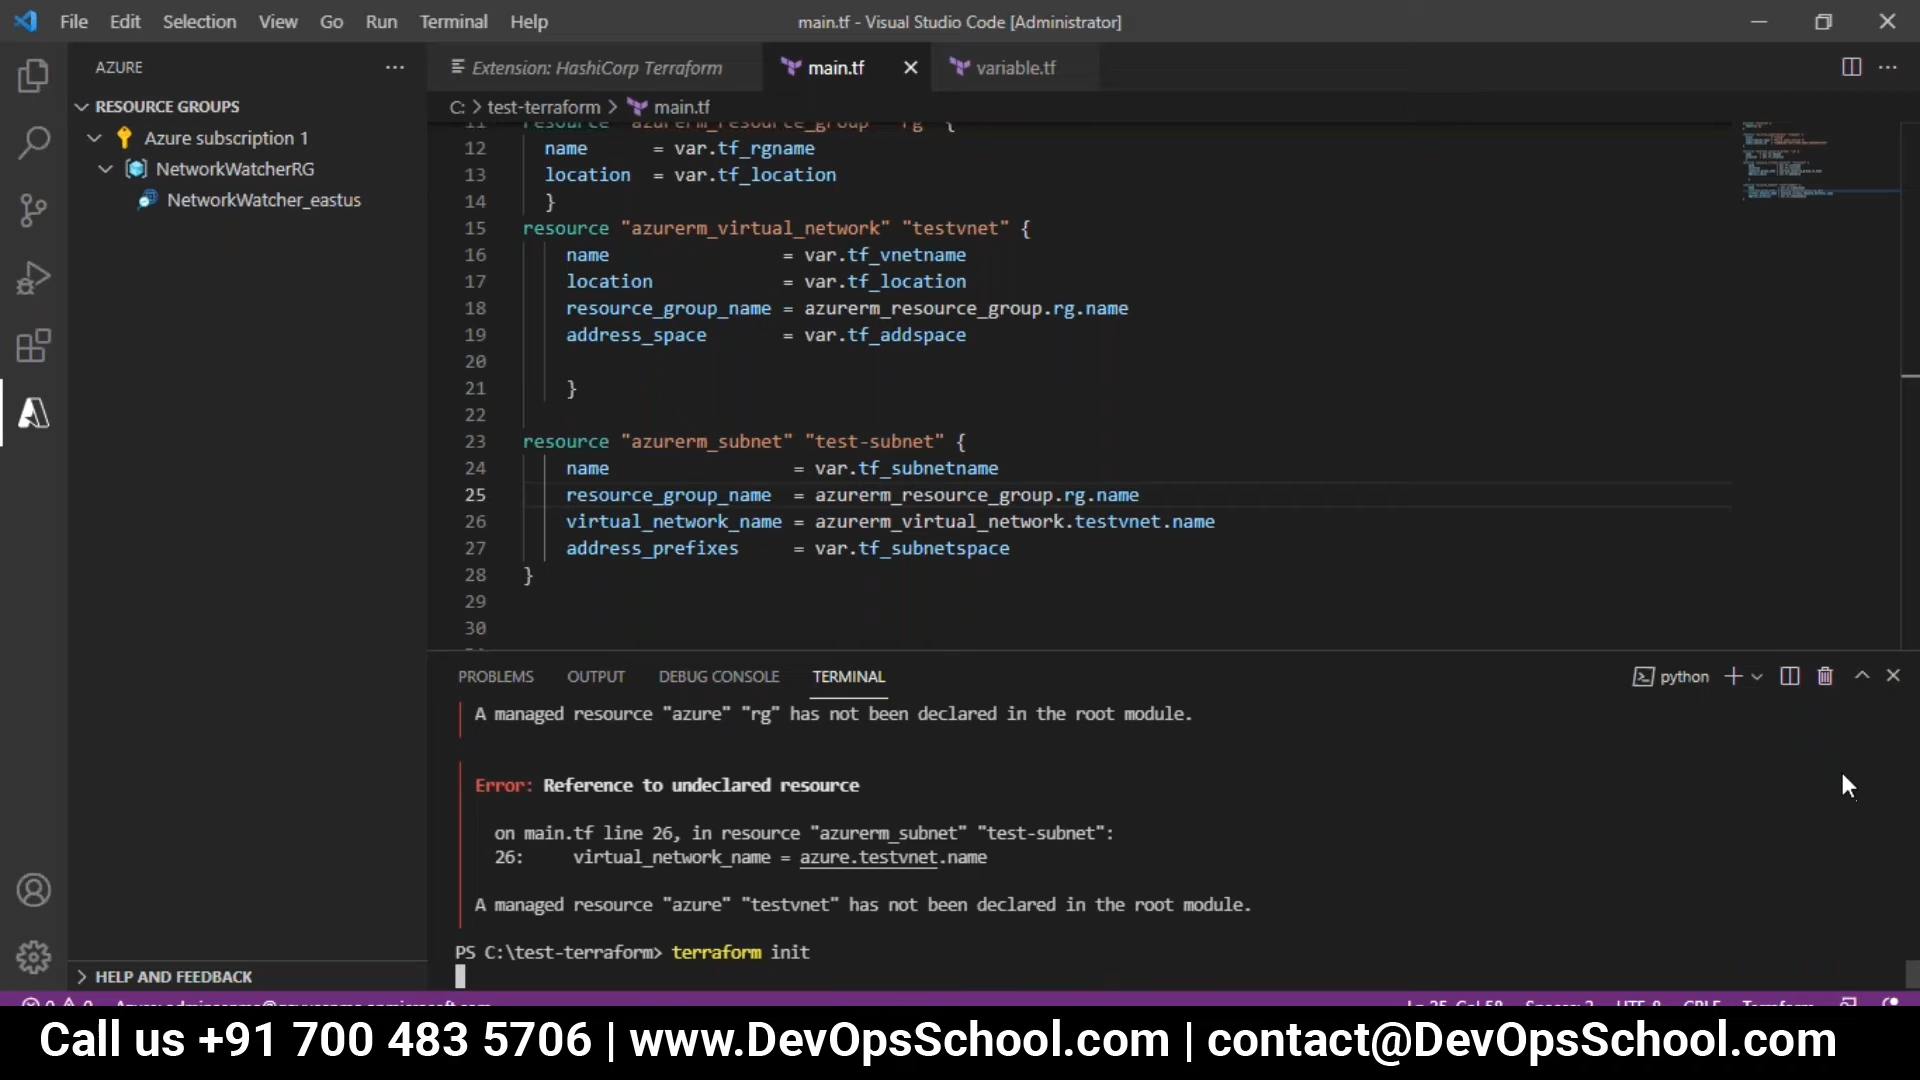 File Edit Selection View Go Run Terminal Help
main.tf - Visual Studio Code [Administrator]
AZURE
RESOURCE GROUPS
Azure subscription 1
NetworkWatcherRG
NetworkWatcher_eastus
HELP AND FEEDBACK
Extension: HashiCorp Terraform
main.tf
variable.tf
C: > test-terraform > main.tf
11 resource "azurerm_resource_group" "rg" {
12 name = var.tf_rgname
13 location = var.tf_location
14 }
15 resource "azurerm_virtual_network" "testvnet" {
16 name = var.tf_vnetname
17 location = var.tf_location
18 resource_group_name = azurerm_resource_group.rg.name
19 address_space = var.tf_addspace
20
21 }
22
23 resource "azurerm_subnet" "test-subnet" {
24 name = var.tf_subnetname
25 resource_group_name = azurerm_resource_group.rg.name
26 virtual_network_name = azurerm_virtual_network.testvnet.name
27 address_prefixes = var.tf_subnetspace
28 }
29
30
PROBLEMS OUTPUT DEBUG CONSOLE TERMINAL
python
A managed resource "azure" "rg" has not been declared in the root module.
Error: Reference to undeclared resource
on main.tf line 26, in resource "azurerm_subnet" "test-subnet":
26: virtual_network_name = azure.testvnet.name
A managed resource "azure" "testvnet" has not been declared in the root module.
PS C:\test-terraform> terraform init
Call us +91 700 483 5706 | www.DevOpsSchool.com | contact@DevOpsSchool.com